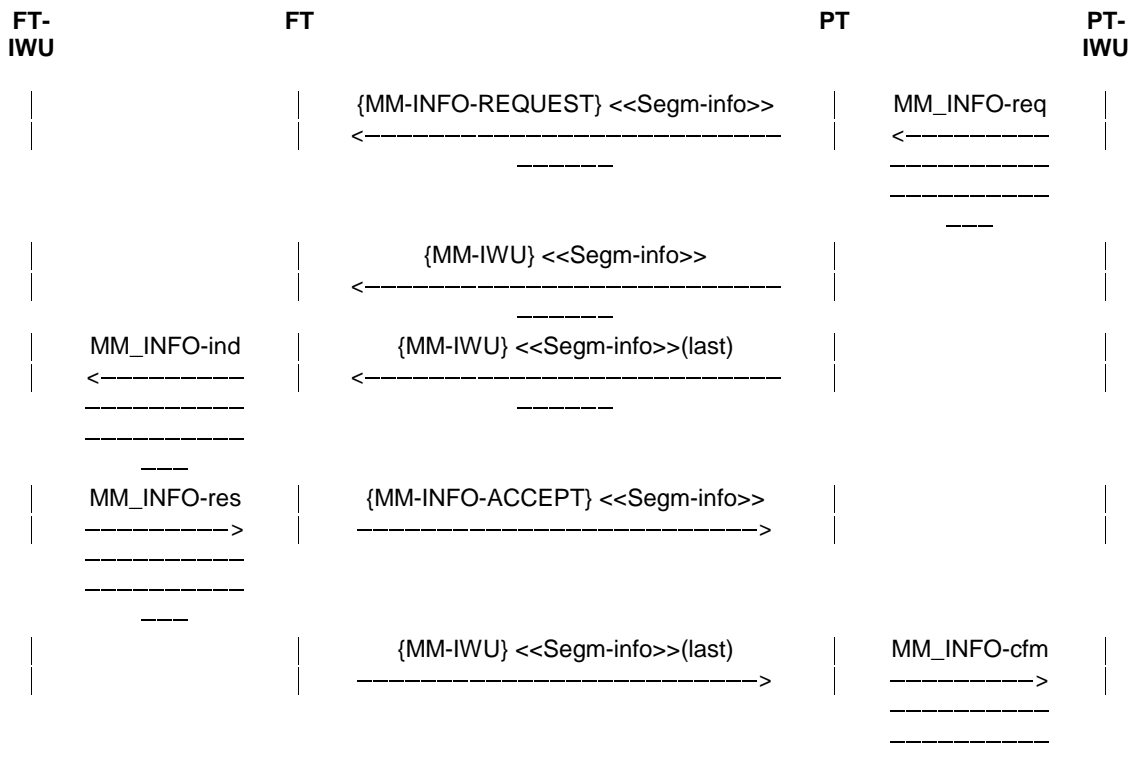 FT-IWU FT PT PT-IWU
{MM-INFO-REQUEST} <<Segm-info>> MM_INFO-req
{MM-IWU} <<Segm-info>>
MM_INFO-ind {MM-IWU} <<Segm-info>>(last)
MM_INFO-res {MM-INFO-ACCEPT} <<Segm-info>>
{MM-IWU} <<Segm-info>>(last) MM_INFO-cfm